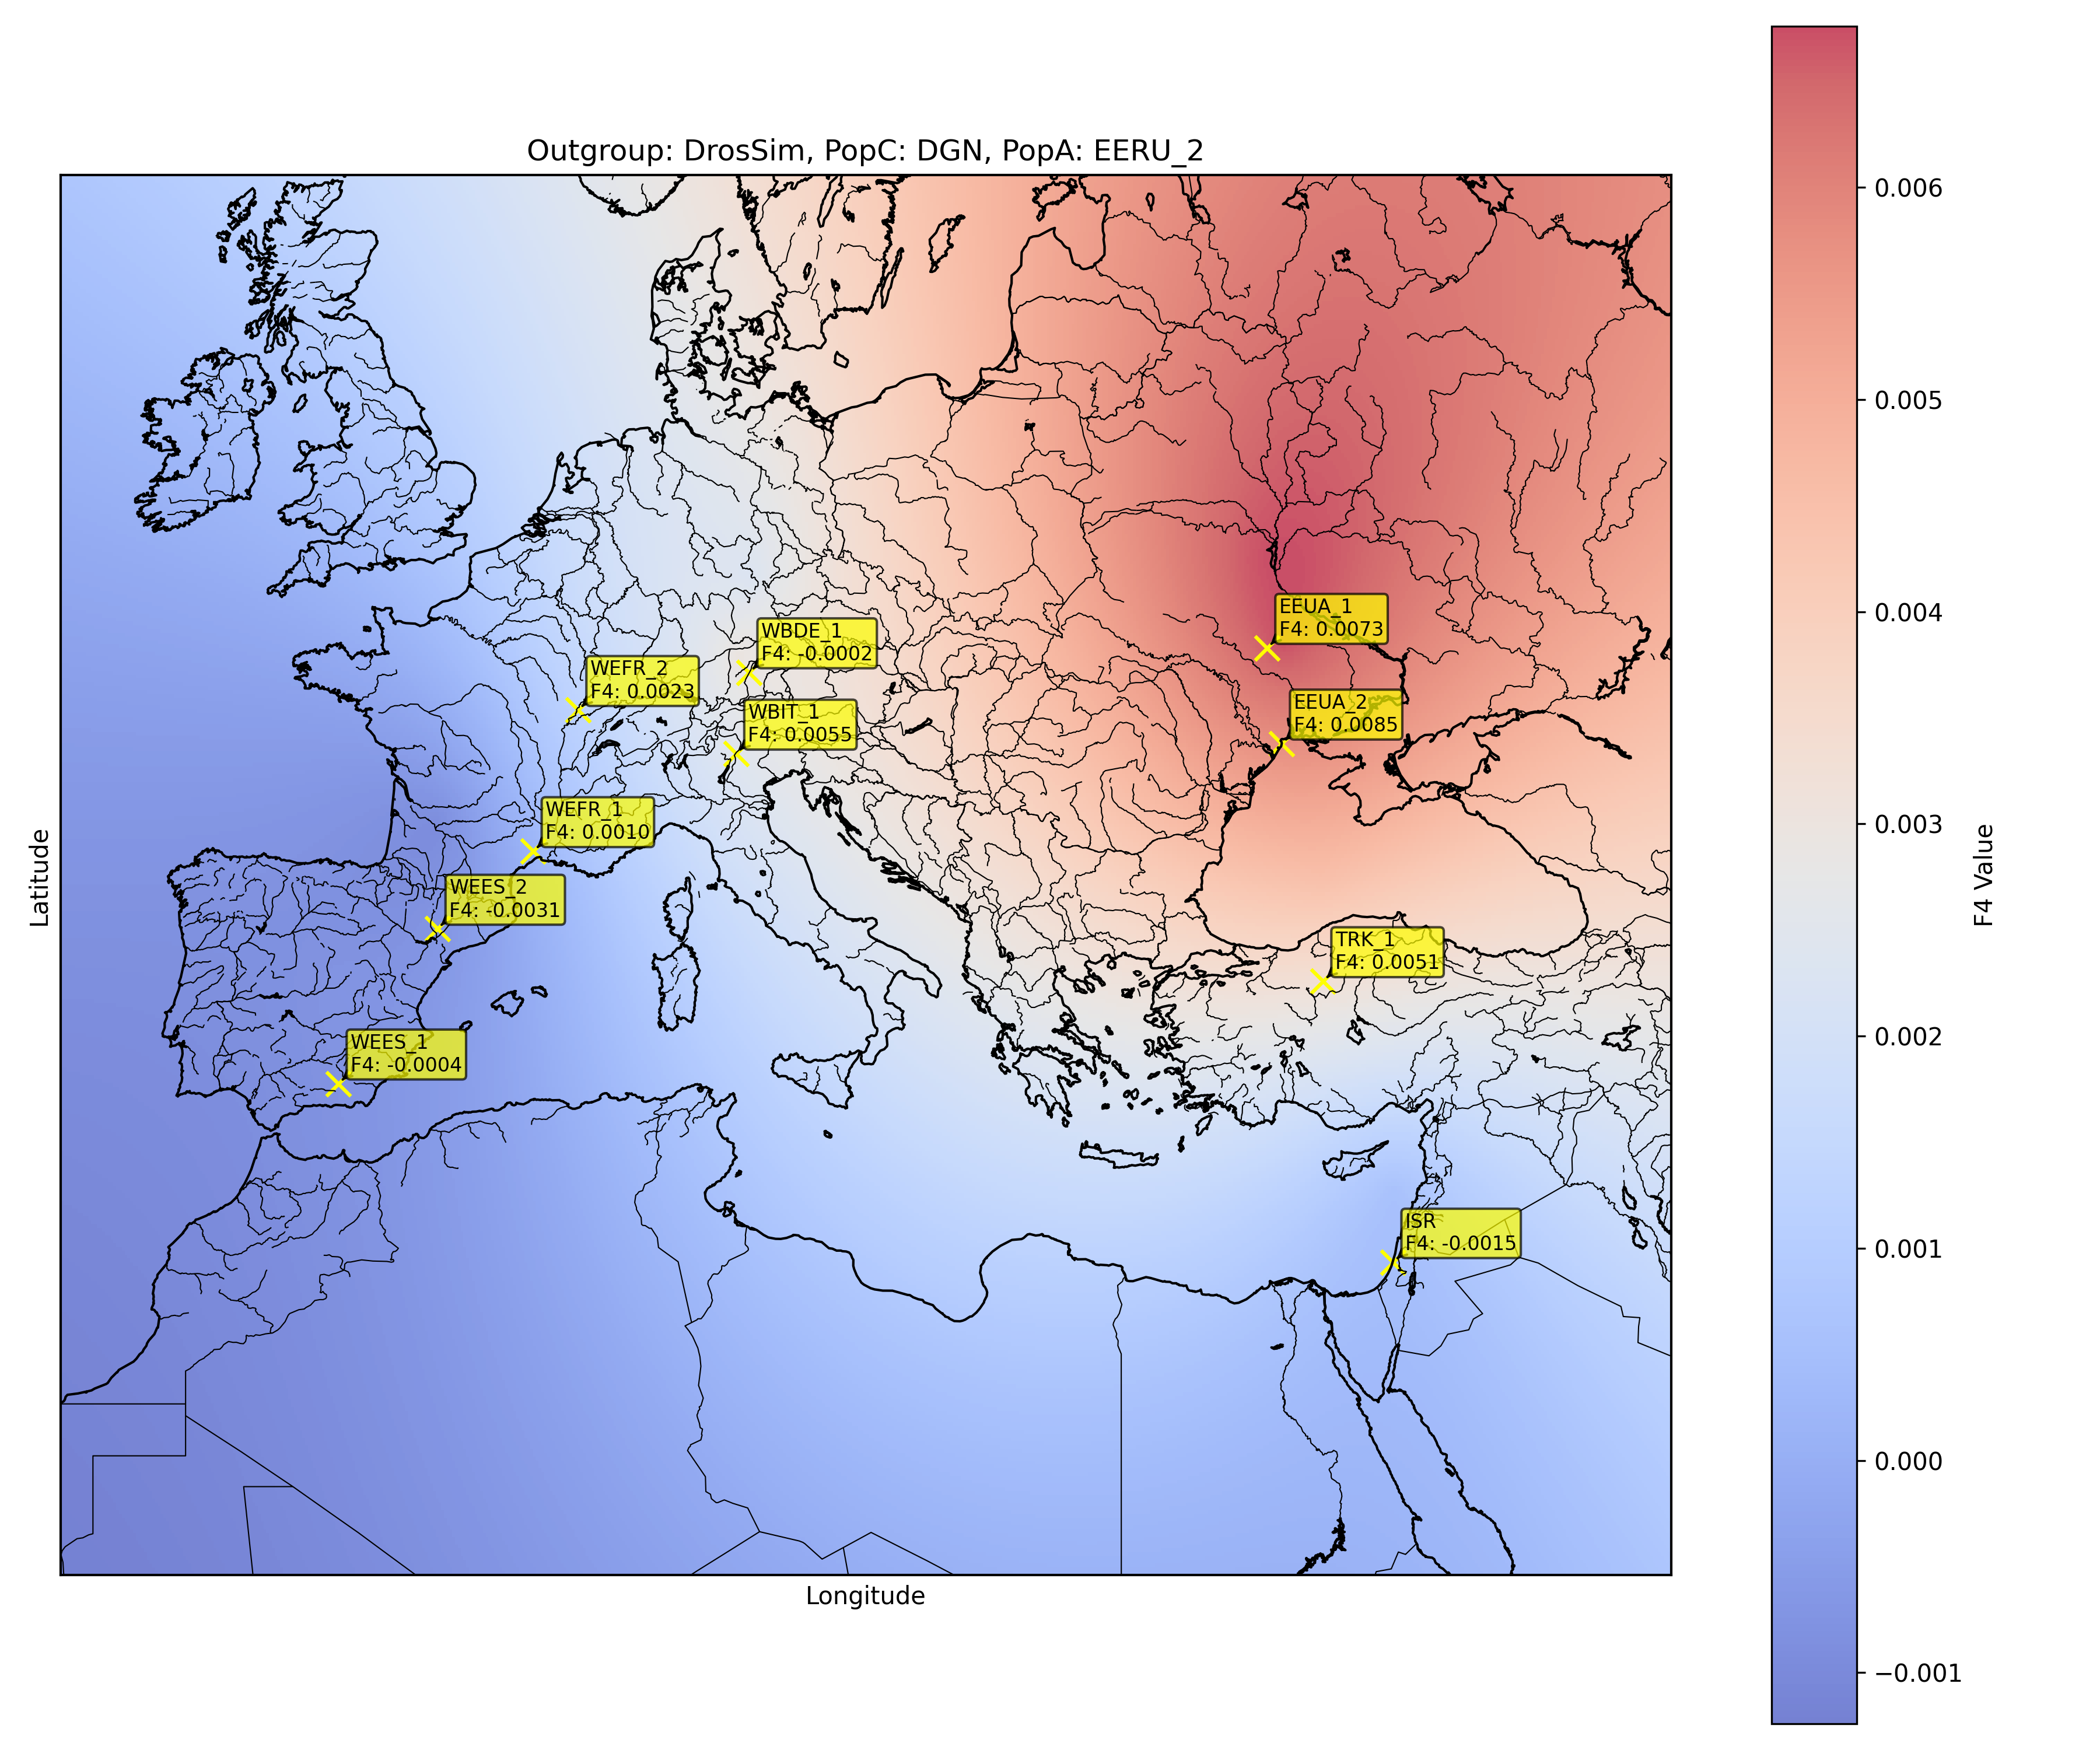 Outgroup: DrosSim, PopC: DGN, PopA: EERU_2
EEUA_1
F4: 0.0073
WBDE_1
F4: -0.0002
WEFR_2
F4: 0.0023
EEUA_2
F4: 0.0085
WBIT_1
F4: 0.0055
WEFR_1
F4: 0.0010
WEES_2
F4: -0.0031
TRK_1
F4: 0.0051
WEES_1
F4: -0.0004
ISR
F4: -0.0015
Latitude
Longitude
0.006
0.005
0.004
0.003
0.002
0.001
0.000
−0.001
F4 Value